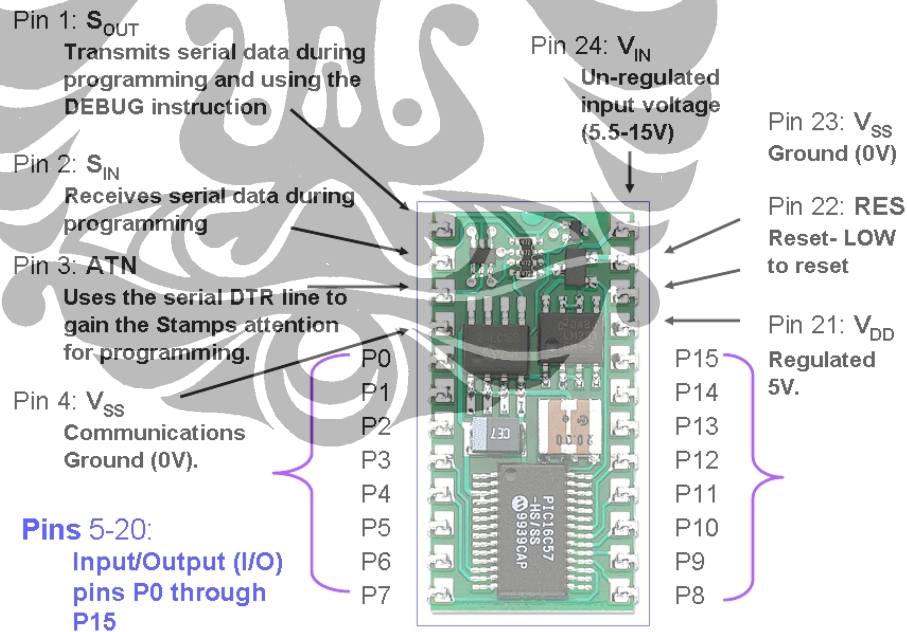 Pin 1: SOUT
Transmits serial data during
programming and using the
DEBUG instruction
Pin 2: SIN
Receives serial data during
programming
Pin 3: ATN
Uses the serial DTR line to
gain the Stamps attention
for programming.
Pin 4: VSS
Communications
Ground (0V).
Pins 5-20:
Input/Output (I/O)
pins P0 through
P15
P0
P1
P2
P3
P4
P5
P6
P7
Pin 24: VIN
Un-regulated
input voltage
(5.5-15V)
Pin 23: VSS
Ground (0V)
Pin 22: RES
Reset- LOW
to reset
Pin 21: VDD
Regulated
5V.
P15
P14
P13
P12
P11
P10
P9
P8
CE7
PIC16C57
-HS/SS
9939CAP